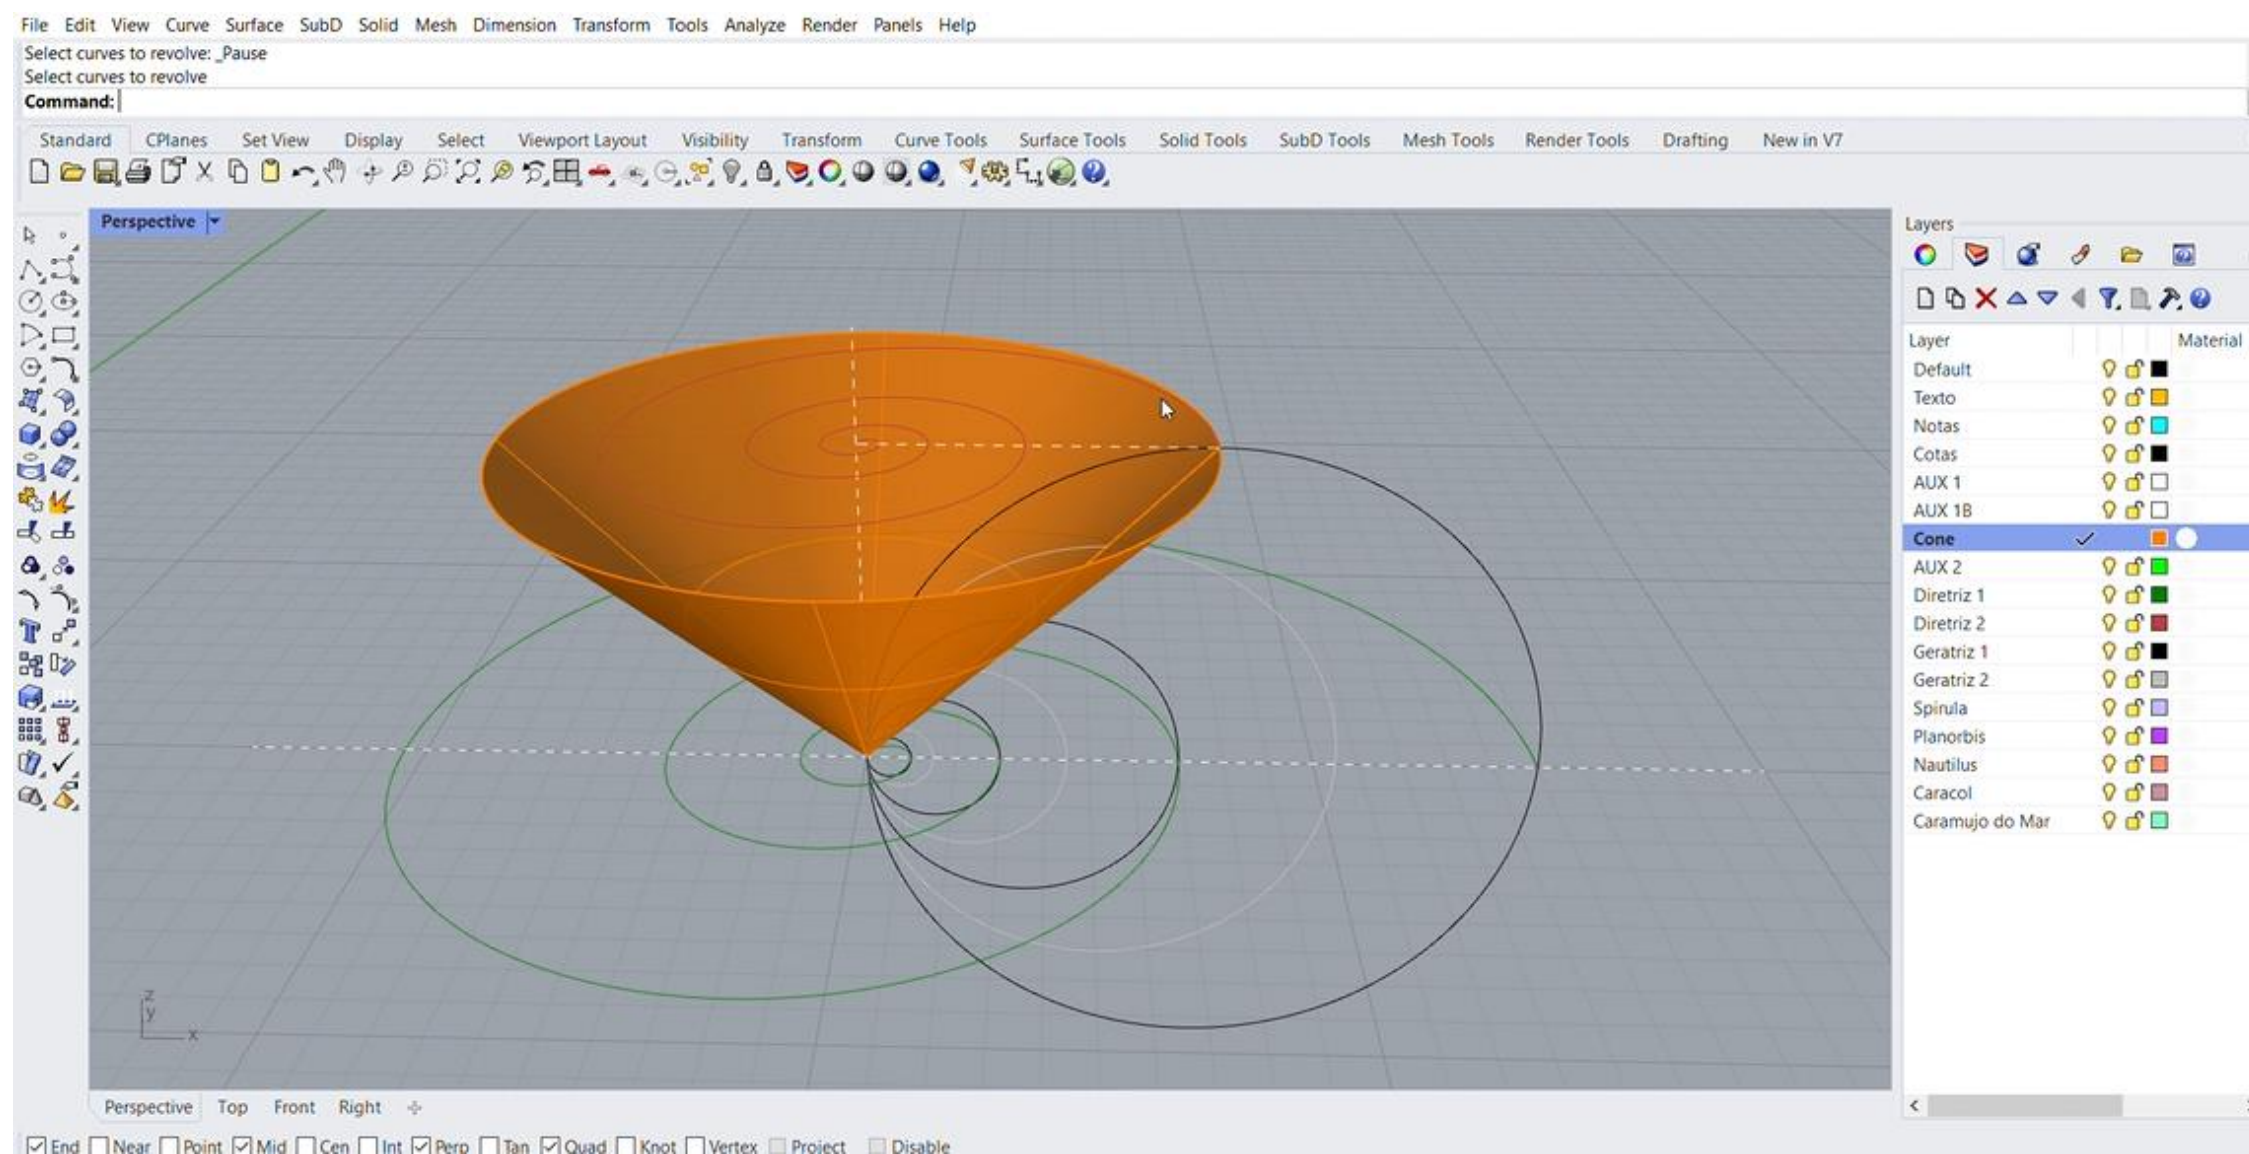 File Edit View Curve Surface SubD Solid Mesh Dimension Transform Tools Analyze Render Panels Help
Select curves to revolve: _Pause
Select curves to revolve
Command:
Standard CPlanes Set View Display Select Viewport Layout Visibility Transform Curve Tools Surface Tools Solid Tools SubD Tools Mesh Tools Render Tools Drafting New in V7
Perspective
Layers
Layer Material
Default
Texto
Notas
Cotas
AUX 1
AUX 1B
Cone
AUX 2
Diretriz 1
Diretriz 2
Geratriz 1
Geratriz 2
Spirula
Planorbis
Nautilus
Caracol
Caramujo do Mar
z
y
x
Perspective Top Front Right
End Near Point Mid Cen Int Perp Tan Quad Knot Vertex Project Disable